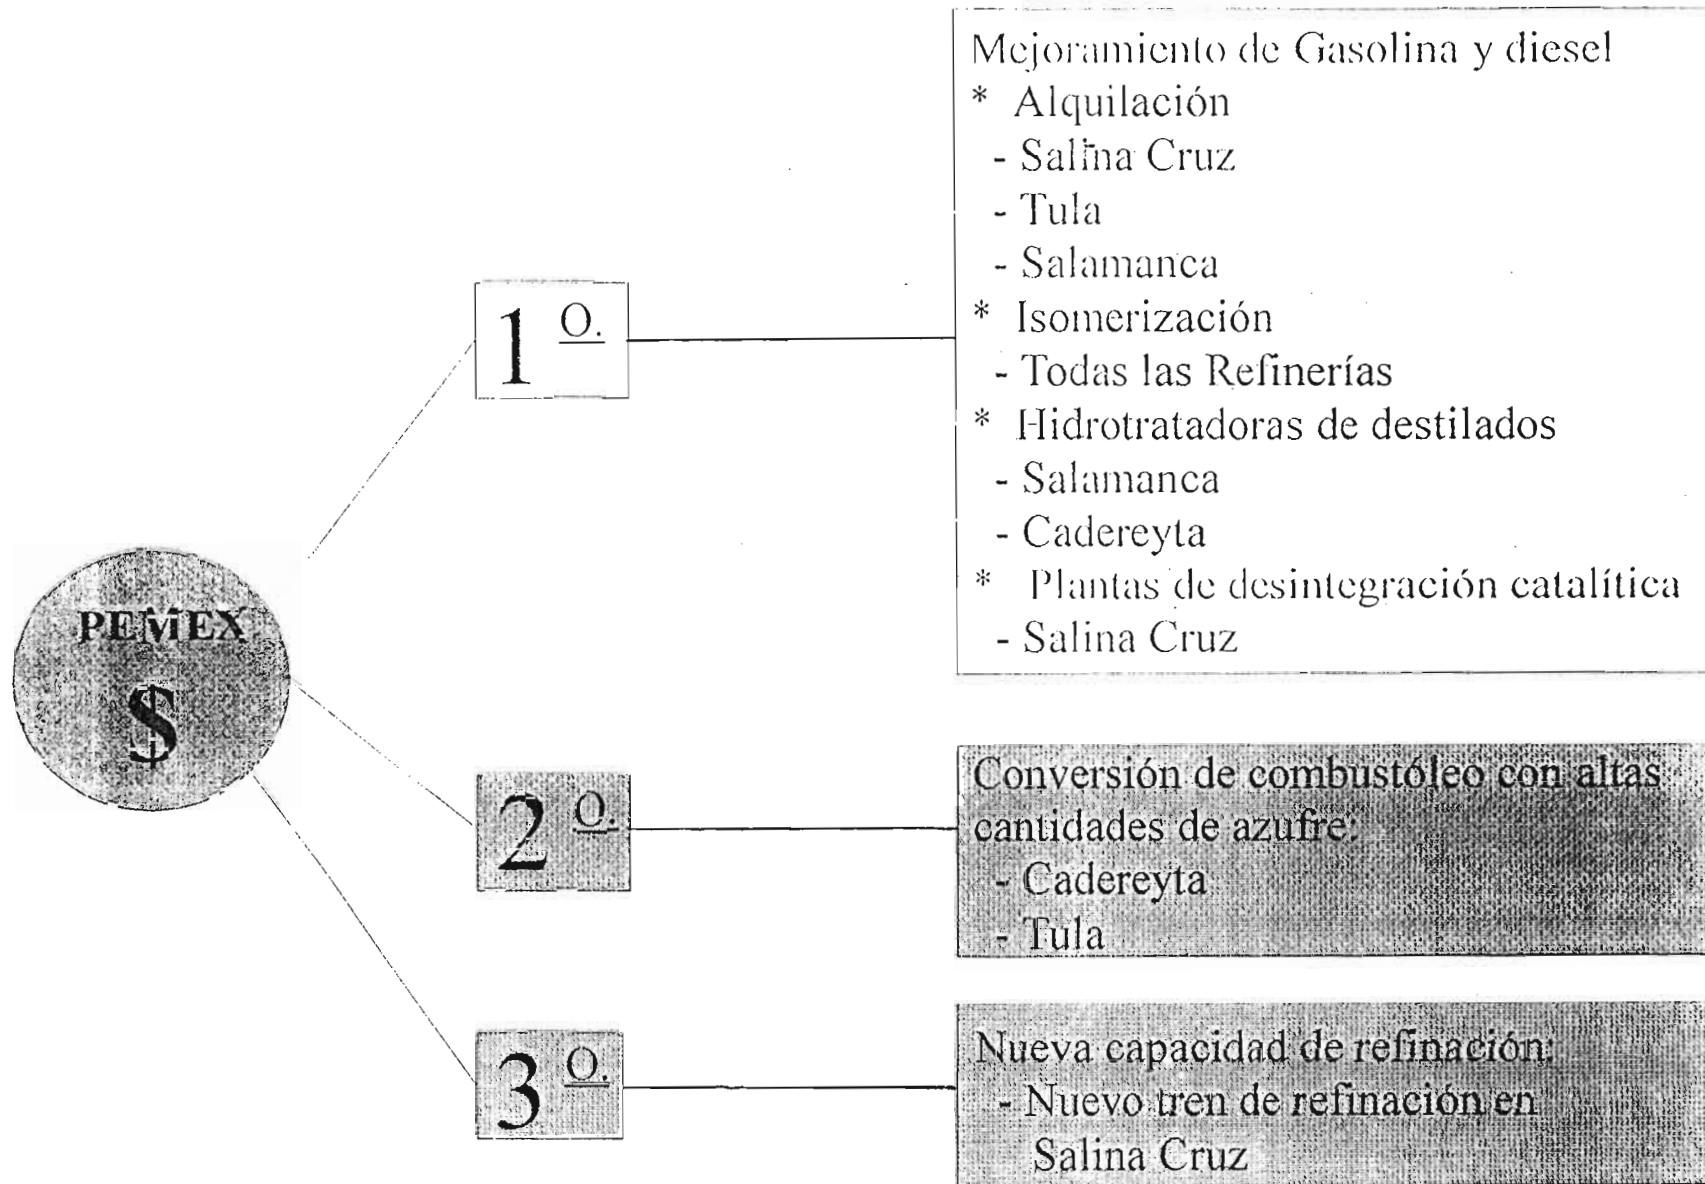 PEMEX
$
1 O.
Mejoramiento de Gasolina y diesel
* Alquilación
- Salina Cruz
- Tula
- Salamanca
* Isomerización
- Todas las Refinerías
* Hidrotratadoras de destilados
- Salamanca
- Cadereyta
* Plantas de desintegración catalítica
- Salina Cruz
2 O.
Conversión de combustóleo con altas
cantidades de azufre:
- Cadereyta
- Tula
3 O.
Nueva capacidad de refinación:
- Nuevo tren de refinación en
Salina Cruz